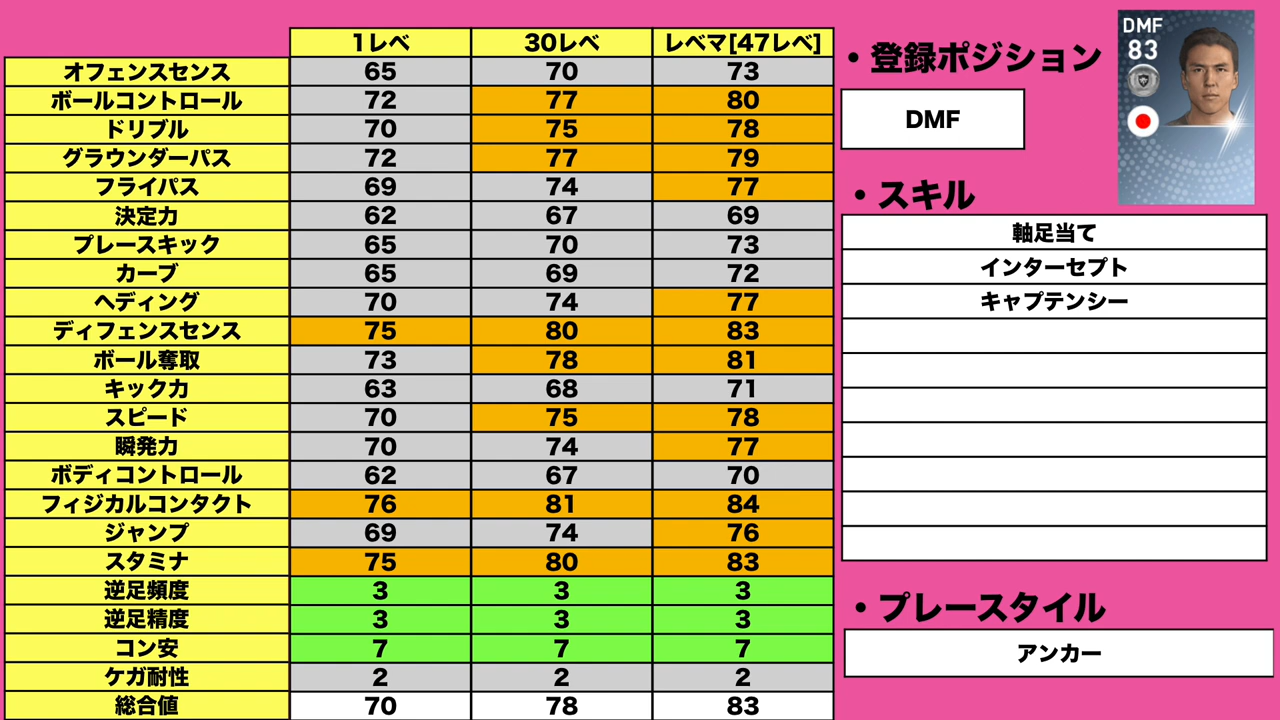 1レベ 30レベ レベマ[47レベ]
オフェンスセンス 65 70 73
ボールコントロール 72 77 80
ドリブル 70 75 78
グラウンダーパス 72 77 79
フライパス 69 74 77
決定力 62 67 69
プレースキック 65 70 73
カーブ 65 69 72
ヘディング 70 74 77
ディフェンスセンス 75 80 83
ボール奪取 73 78 81
キック力 63 68 71
スピード 70 75 78
瞬発力 70 74 77
ボディコントロール 62 67 70
フィジカルコンタクト 76 81 84
ジャンプ 69 74 76
スタミナ 75 80 83
逆足頻度 3 3 3
逆足精度 3 3 3
コン安 7 7 7
ケガ耐性 2 2 2
総合値 70 78 83
・登録ポジション
DMF
DMF
83
・スキル
軸足当て
インターセプト
キャプテンシー
・プレースタイル
アンカー